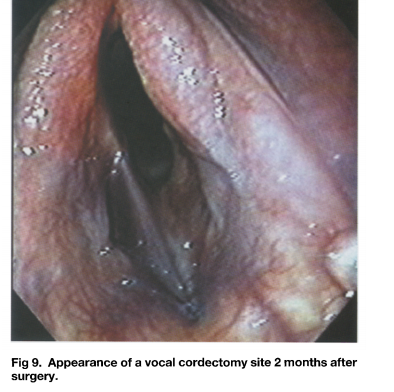 Fig 9. Appearance of a vocal cordectomy site 2 months after
surgery.